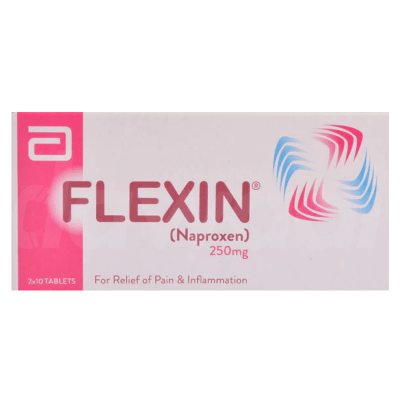 FLEXIN®
(Naproxen)
250mg
2x10 TABLETS
For Relief of Pain & Inflammation